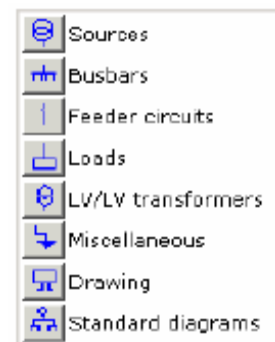 Sources
Busbars
Feeder circuits
Loads
LV/LV transformers
Miscellaneous
Drawing
Standard diagrams